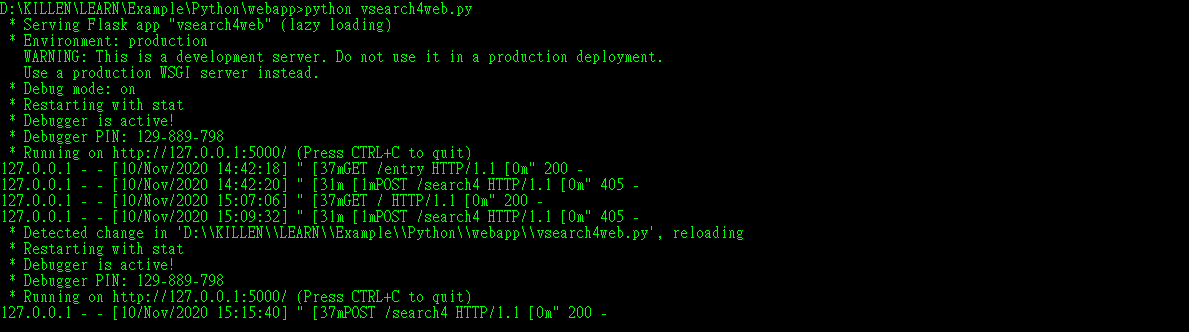 D:\KILLEN\LEARN\Example\Python\webapp>python vsearch4web.py
 * Serving Flask app "vsearch4web" (lazy loading)
 * Environment: production
   WARNING: This is a development server. Do not use it in a production deployment.
   Use a production WSGI server instead.
 * Debug mode: on
 * Restarting with stat
 * Debugger is active!
 * Debugger PIN: 129-889-798
 * Running on http://127.0.0.1:5000/ (Press CTRL+C to quit)
127.0.0.1 - - [10/Nov/2020 14:42:18] " [37mGET /entry HTTP/1.1 [0m" 200 -
127.0.0.1 - - [10/Nov/2020 14:42:20] " [31m [1mPOST /search4 HTTP/1.1 [0m" 405 -
127.0.0.1 - - [10/Nov/2020 15:07:06] " [37mGET / HTTP/1.1 [0m" 200 -
127.0.0.1 - - [10/Nov/2020 15:09:32] " [31m [1mPOST /search4 HTTP/1.1 [0m" 405 -
 * Detected change in 'D:\\KILLEN\\LEARN\\Example\\Python\\webapp\\vsearch4web.py', reloading
 * Restarting with stat
 * Debugger is active!
 * Debugger PIN: 129-889-798
 * Running on http://127.0.0.1:5000/ (Press CTRL+C to quit)
127.0.0.1 - - [10/Nov/2020 15:15:40] " [37mPOST /search4 HTTP/1.1 [0m" 200 -